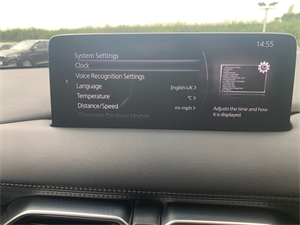 14:55
System Settings
Clock
Voice Recognition Settings
Language English-UK >
Temperature °C >
Distance/Speed mi·mph >
Adjusts the time and how
it is displayed.